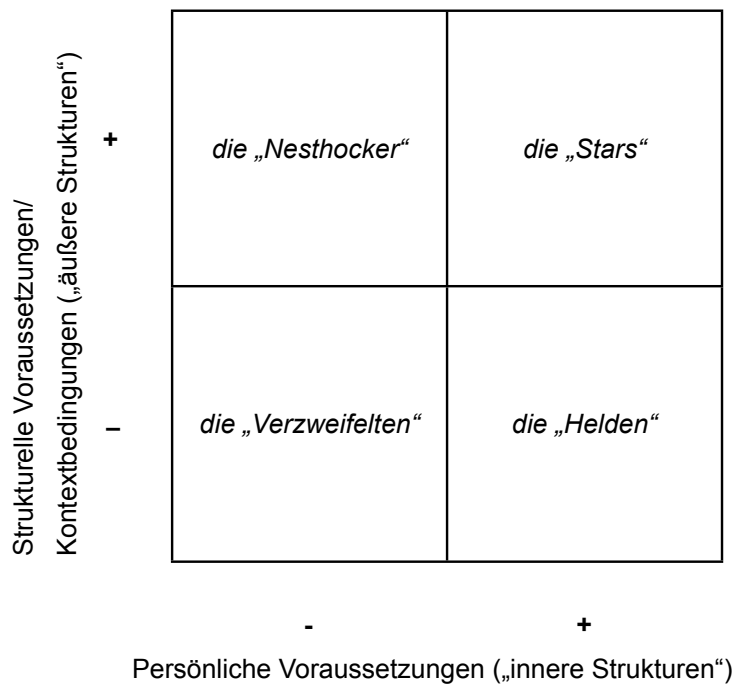 Strukturelle Voraussetzungen/
Kontextbedingungen („äußere Strukturen“)
+
die „Nesthocker“
die „Stars“
–
die „Verzweifelten“
die „Helden“
-
+
Persönliche Voraussetzungen („innere Strukturen“)